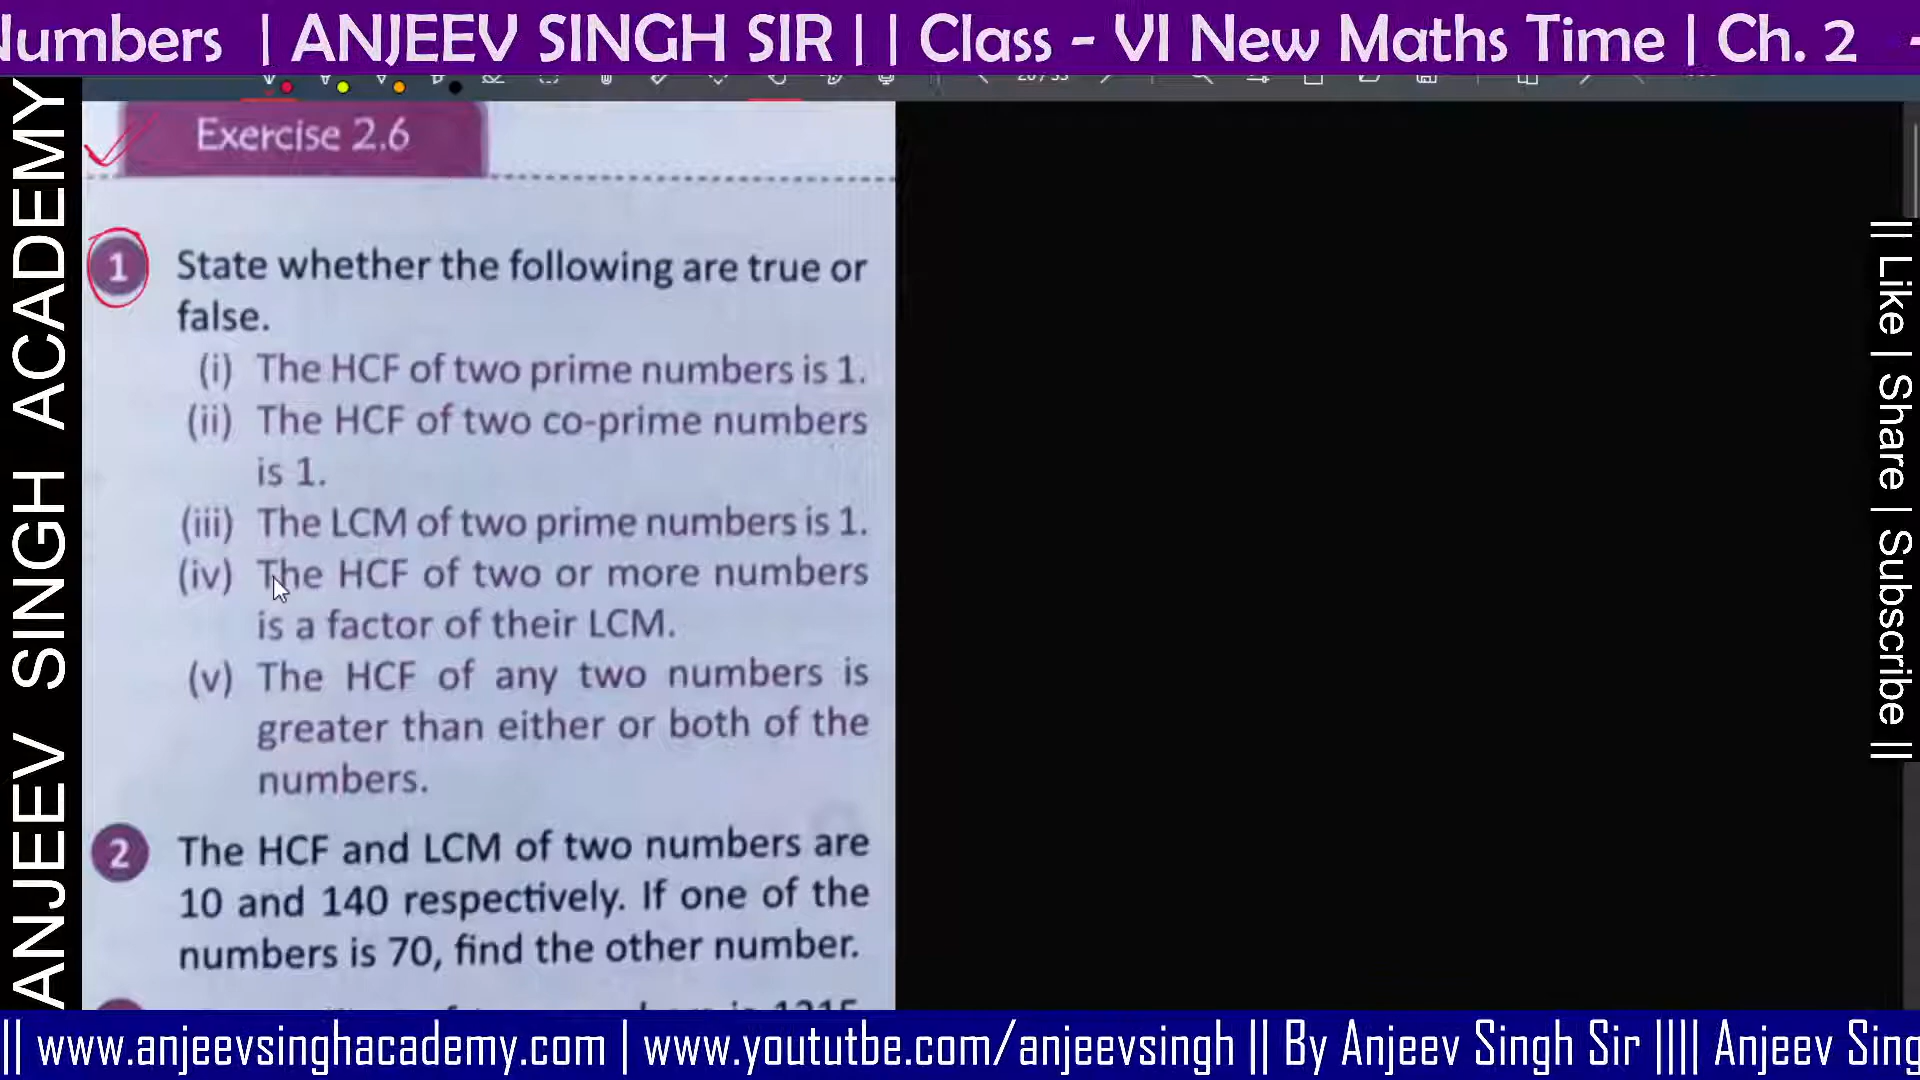 Numbers | ANJEEV SINGH SIR | | Class - VI New Maths Time | Ch. 2 -
ANJEEV SINGH ACADEMY
Exercise 2.6
1 State whether the following are true or
false.
(i) The HCF of two prime numbers is 1.
(ii) The HCF of two co-prime numbers
is 1.
(iii) The LCM of two prime numbers is 1.
(iv) The HCF of two or more numbers
is a factor of their LCM.
(v) The HCF of any two numbers is
greater than either or both of the
numbers.
2 The HCF and LCM of two numbers are
10 and 140 respectively. If one of the
numbers is 70, find the other number.
|| Like | Share | Subscribe ||
|| www.anjeevsinghacademy.com | www.yoututbe.com/anjeevsingh || By Anjeev Singh Sir |||| Anjeev Sing